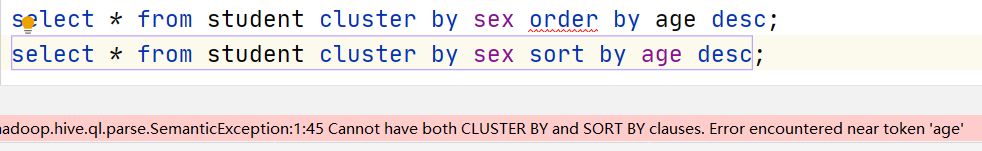 select * from student cluster by sex order by age desc;
select * from student cluster by sex sort by age desc;
hadoop.hive.ql.parse.SemanticException:1:45 Cannot have both CLUSTER BY and SORT BY clauses. Error encountered near token 'age'